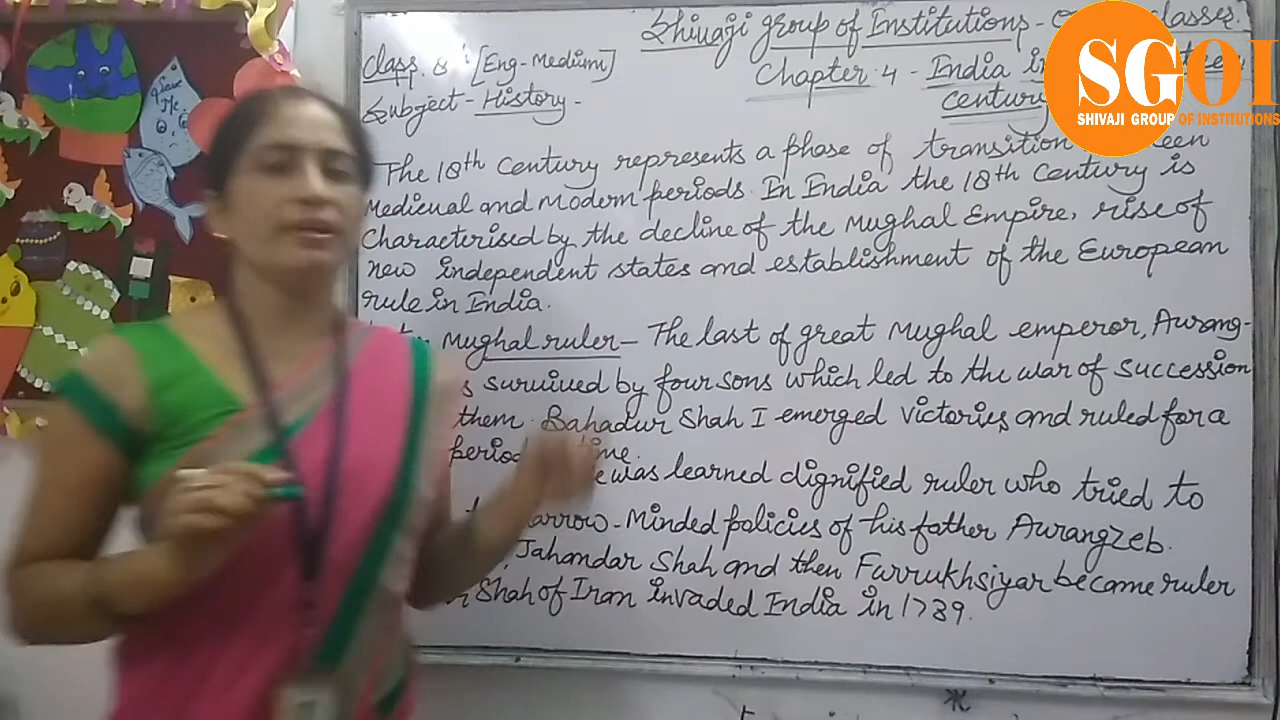 Shivaji group of Institutions - classes.
Class. 8 [Eng-Medium]
Chapter. 4 - India
Subject - History -
century
SGOI
SHIVAJI GROUP OF INSTITUTIONS
Save Me
The 18th Century represents a phase of transition
Medieval and modern periods. In India the 18th Century is
Characterised by the decline of the Mughal Empire, rise of
new independent states and establishment of the European
rule in India.
Mughal ruler - The last of great Mughal emperor, Aurang-
survived by four sons which led to the war of succession
them. Bahadur Shah I emerged victories and ruled for a
period
was learned dignified ruler who tried to
narrow-minded policies of his father Aurangzeb.
Jahandar Shah and then Farrukhsiyar became ruler
Shah of Iran invaded India in 1739.